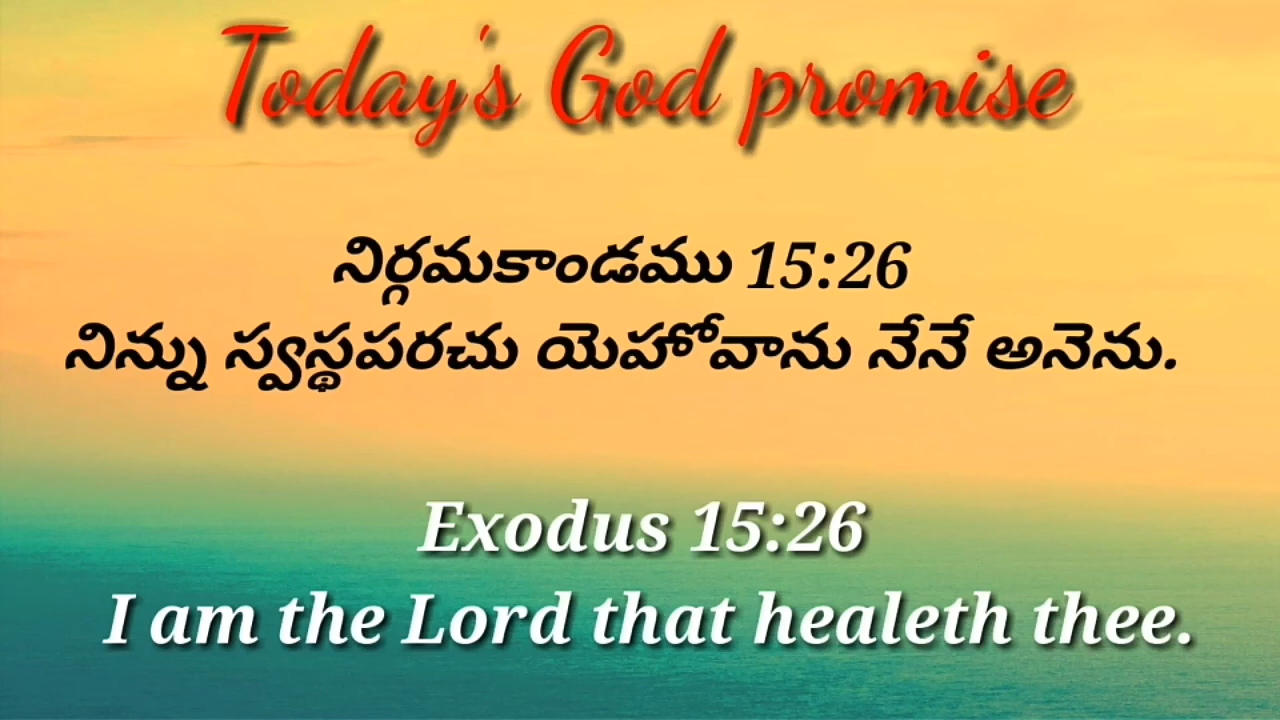 Today's God promise
నిర్గమకాండము 15:26
నిన్ను స్వస్థపరచు యెహోవాను నేనే అనెను.
Exodus 15:26
I am the Lord that healeth thee.